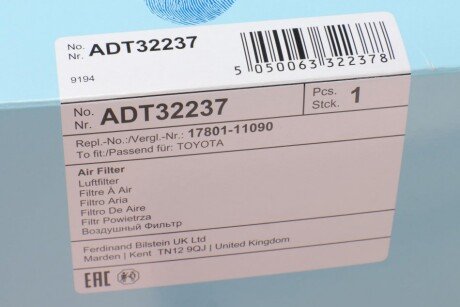 No.
Nr. ADT32237
9194
5 050063 322378
No.
Nr. ADT32237
Pcs.
Stck. 1
Repl.-No.:/Vergl.-Nr.: 17801-11090
To fit:/Passend für: TOYOTA
Air Filter
Luftfilter
Filtre À Air
Filtro Aria
Filtro De Aire
Filtr Powietrza
Воздушный Фильтр
Ferdinand Bilstein UK Ltd
Marden | Kent TN12 9QJ | United Kingdom
EAC